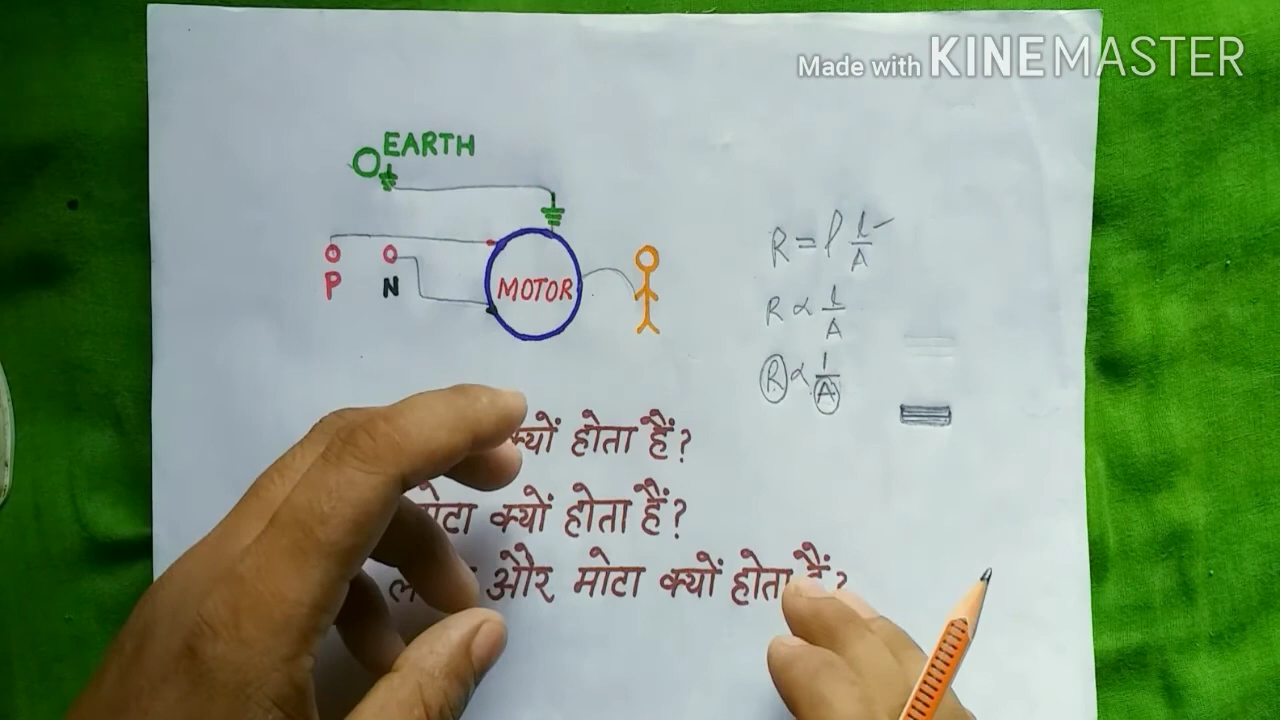 Made with KINEMASTER
EARTH
P
N
MOTOR
R = ρ l/A
R ∝ l/A
R ∝ 1/A
क्यों होता हैं?
क्यों होता हैं?
और मोटा क्यों होता हैं?